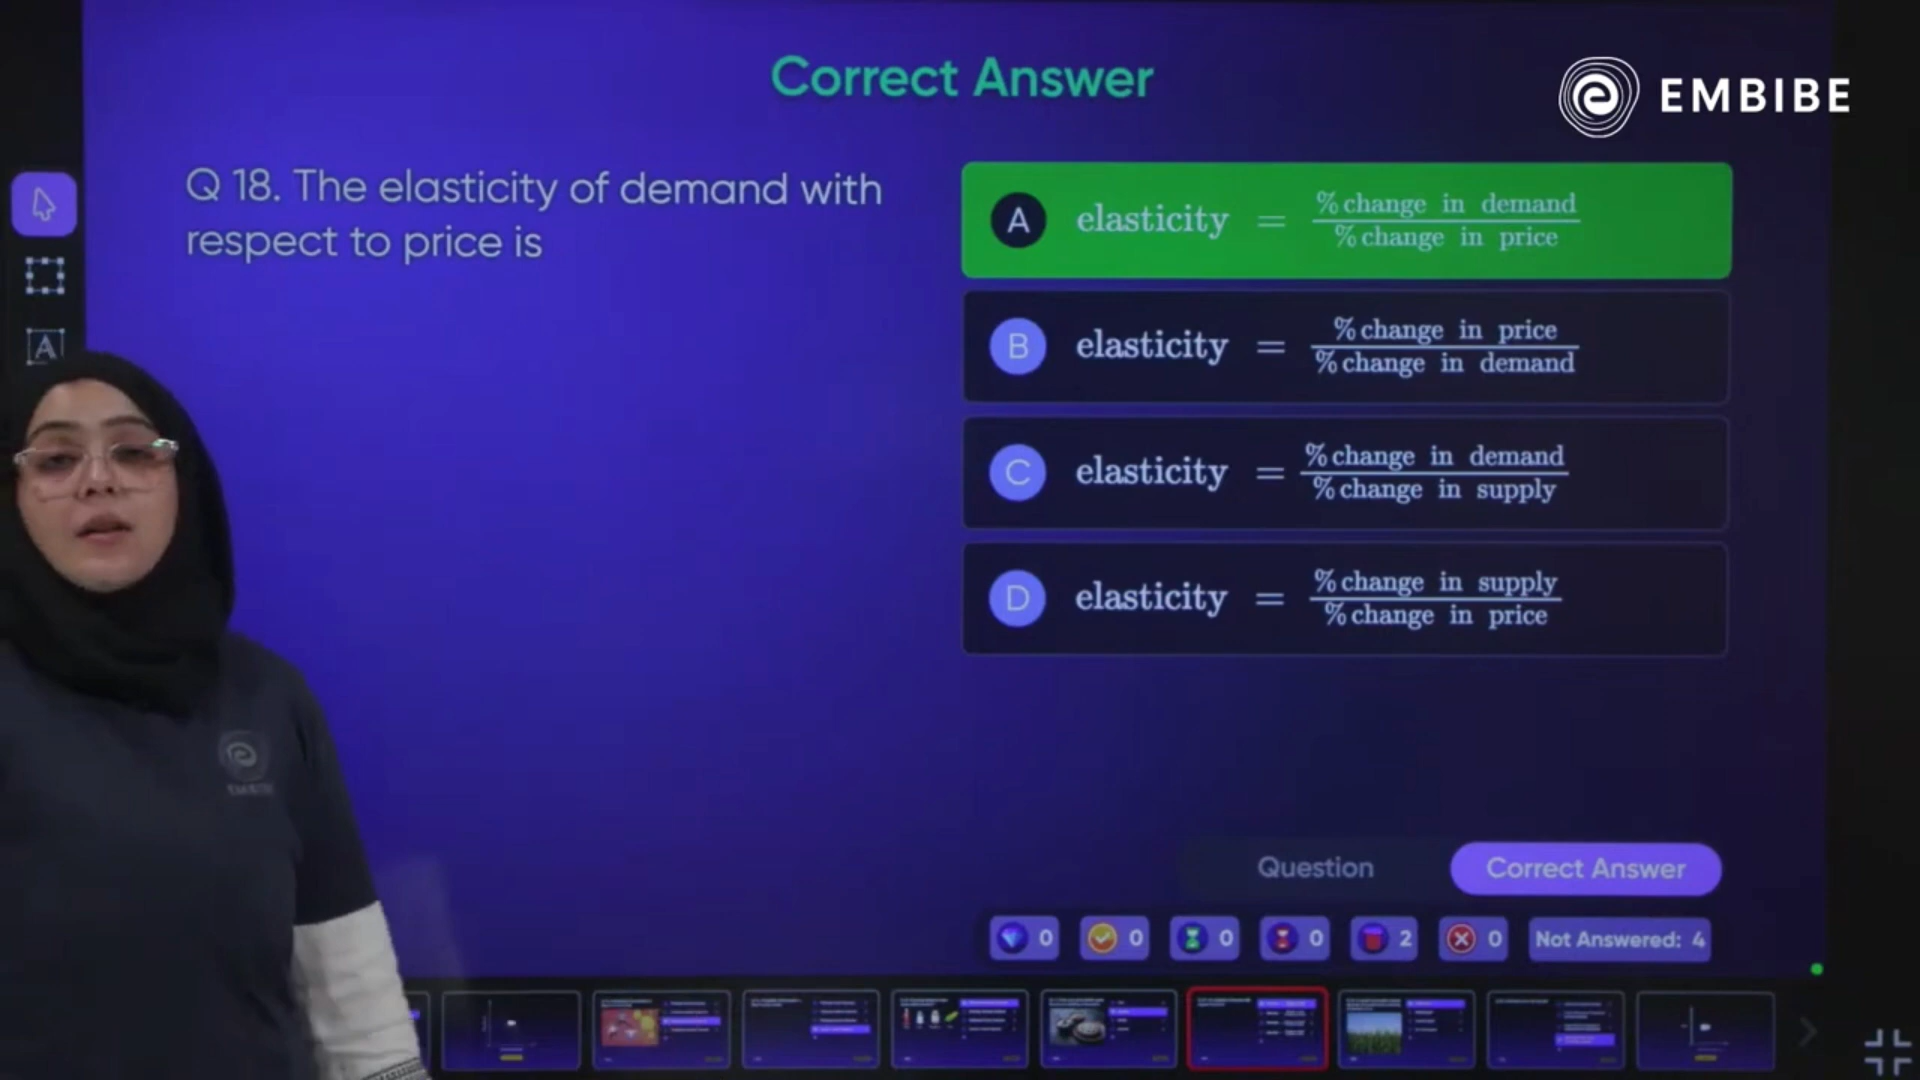 Correct Answer
EMBIBE
Q 18. The elasticity of demand with
respect to price is
A elasticity = % change in demand / % change in price
B elasticity = % change in price / % change in demand
C elasticity = % change in demand / % change in supply
D elasticity = % change in supply / % change in price
A
Question
Correct Answer
0
0
0
0
2
0
Not Answered: 4